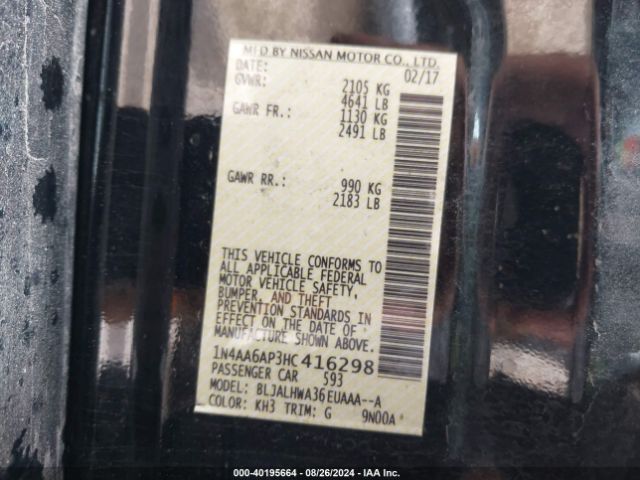 MFD BY NISSAN MOTOR CO., LTD.
DATE: 02/17
GVWR: 2105 KG
4641 LB
GAWR FR.: 1130 KG
2491 LB
GAWR RR.: 990 KG
2183 LB
THIS VEHICLE CONFORMS TO
ALL APPLICABLE FEDERAL
MOTOR VEHICLE SAFETY,
BUMPER, AND THEFT
PREVENTION STANDARDS IN
EFFECT ON THE DATE OF
MANUFACTURE SHOWN ABOVE.
1N4AA6AP3HC416298
PASSENGER CAR 593
MODEL: BLJALHWA36EUAAA--A
COLOR: KH3 TRIM: G 9N00A
000-40195664 - 08/26/2024 - IAA Inc.